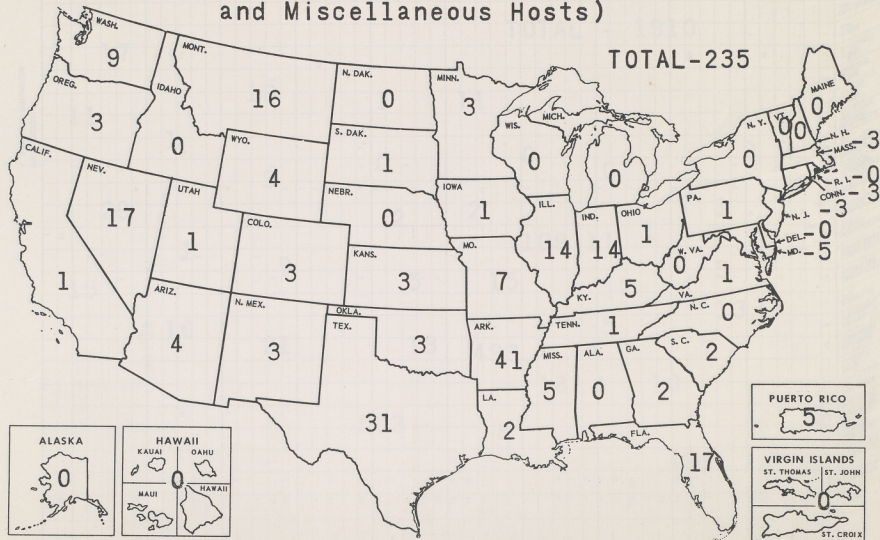 and Miscellaneous Hosts)
TOTAL-235
WASH.
9
OREG.
3
CALIF.
1
IDAHO
0
NEV.
17
MONT.
16
WYO.
4
UTAH
1
COLO.
3
ARIZ.
4
N. MEX.
3
N. DAK.
0
S. DAK.
1
NEBR.
0
KANS.
3
OKLA.
3
TEX.
31
MINN.
3
IOWA
1
MO.
7
ARK.
41
LA.
2
WIS.
0
MICH.
0
ILL.
14
IND.
14
OHIO
1
KY.
5
TENN.
1
MISS.
5
ALA.
0
GA.
2
FLA.
17
S. C.
2
N. C.
0
VA.
1
W. VA.
0
PA.
1
N. Y.
0
VT.
0
0
MAINE
0
N. H.
MASS-3
R. I.-0
CONN.-3
N. J.-3
DEL.-0
MD.-5
ALASKA
0
HAWAII
KAUAI OAHU
0
MAUI HAWAII
PUERTO RICO
5
VIRGIN ISLANDS
ST. THOMAS ST. JOHN
0
ST. CROIX